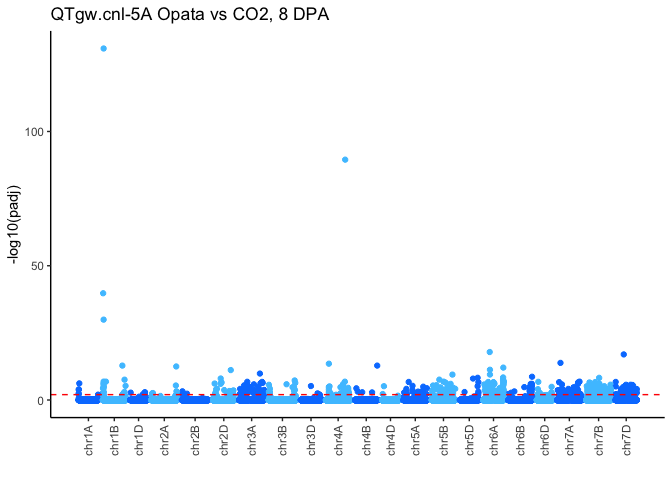 QTgw.cnl-5A Opata vs CO2, 8 DPA
-log10(padj)
100
50
0
chr1A
chr1B
chr1D
chr2A
chr2B
chr2D
chr3A
chr3B
chr3D
chr4A
chr4B
chr4D
chr5A
chr5B
chr5D
chr6A
chr6B
chr6D
chr7A
chr7B
chr7D